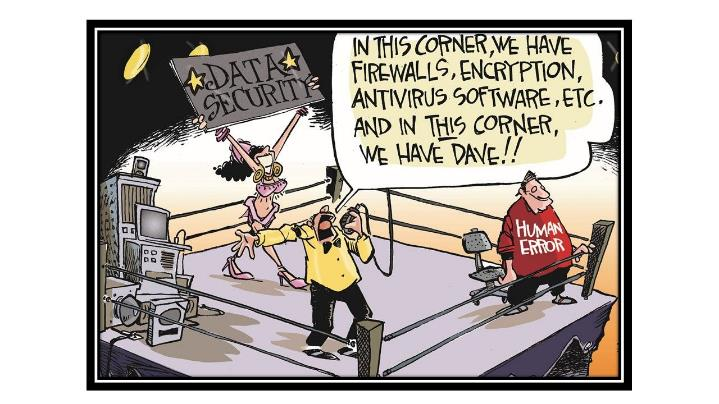 DATA
SECURITY
IN THIS CORNER, WE HAVE
FIREWALLS, ENCRYPTION,
ANTIVIRUS SOFTWARE, ETC.
AND IN THIS CORNER,
WE HAVE DAVE!!
HUMAN
ERROR